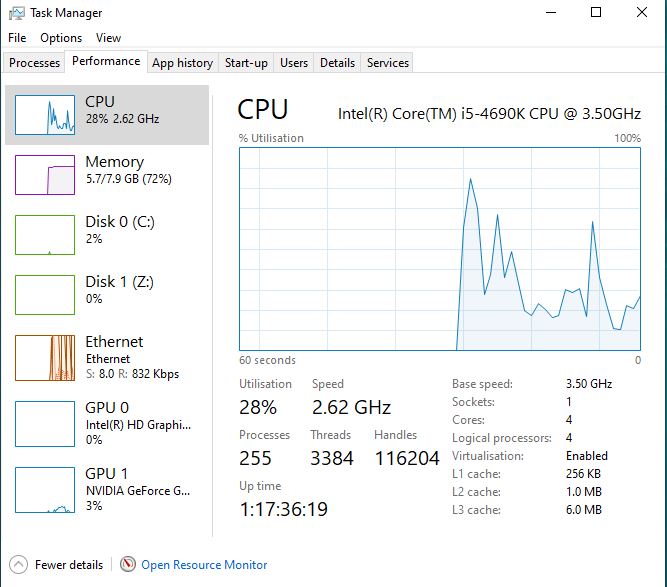 Task Manager
File Options View
Processes Performance App history Start-up Users Details Services
CPU
28% 2.62 GHz
Memory
5.7/7.9 GB (72%)
Disk 0 (C:)
2%
Disk 1 (Z:)
0%
Ethernet
Ethernet
S: 8.0 R: 832 Kbps
GPU 0
Intel(R) HD Graphi...
0%
GPU 1
NVIDIA GeForce G...
3%
CPU Intel(R) Core(TM) i5-4690K CPU @ 3.50GHz
% Utilisation 100%
60 seconds 0
Utilisation Speed
28% 2.62 GHz
Processes Threads Handles
255 3384 116204
Up time
1:17:36:19
Base speed: 3.50 GHz
Sockets: 1
Cores: 4
Logical processors: 4
Virtualisation: Enabled
L1 cache: 256 KB
L2 cache: 1.0 MB
L3 cache: 6.0 MB
Fewer details Open Resource Monitor